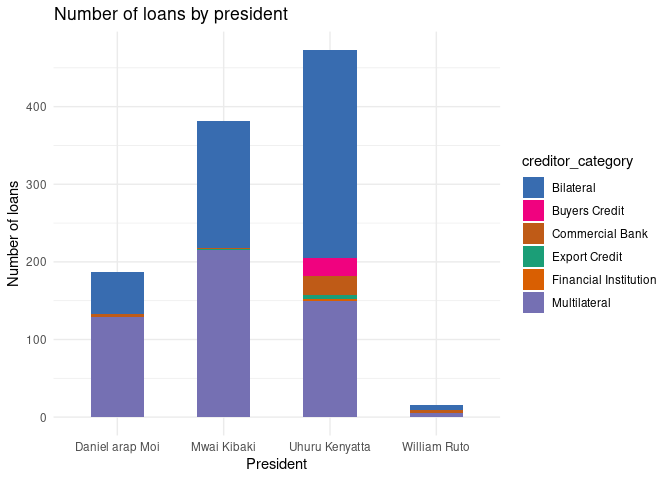 Number of loans by president
Number of loans
400
300
200
100
0
Daniel arap Moi
Mwai Kibaki
Uhuru Kenyatta
William Ruto
President
creditor_category
Bilateral
Buyers Credit
Commercial Bank
Export Credit
Financial Institution
Multilateral